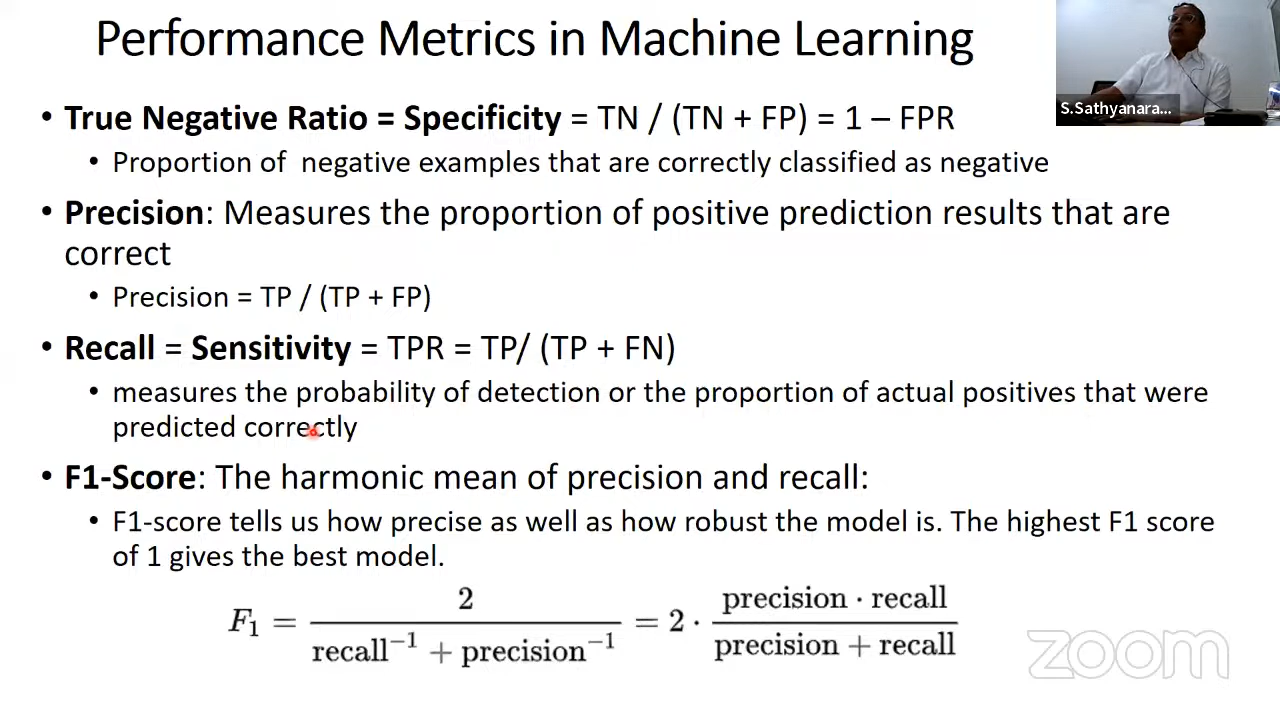 Performance Metrics in Machine Learning
S.Sathyanara...
• True Negative Ratio = Specificity = TN / (TN + FP) = 1 – FPR
• Proportion of negative examples that are correctly classified as negative
• Precision: Measures the proportion of positive prediction results that are
correct
• Precision = TP / (TP + FP)
• Recall = Sensitivity = TPR = TP/ (TP + FN)
• measures the probability of detection or the proportion of actual positives that were
predicted correctly
• F1-Score: The harmonic mean of precision and recall:
• F1-score tells us how precise as well as how robust the model is. The highest F1 score
of 1 gives the best model.
F₁ = 2 / (recall⁻¹ + precision⁻¹) = 2 · (precision · recall) / (precision + recall)
zoom